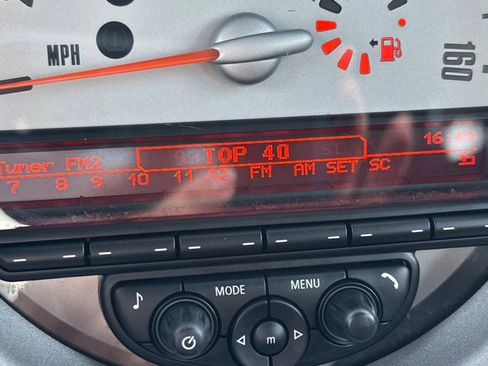 MPH
160
TOP 40
16:40
Tuner FM2
7 8 9 10 11 12 FM AM SET SC
MODE MENU
m